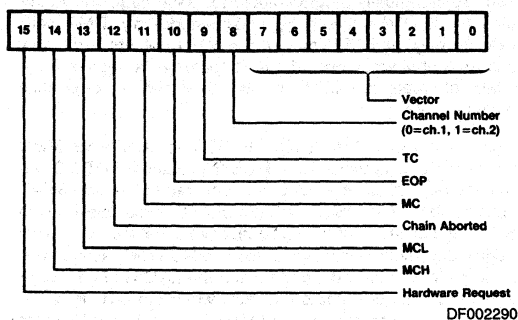 15 14 13 12 11 10 9 8 7 6 5 4 3 2 1 0
Vector
Channel Number
(0=ch.1, 1=ch.2)
TC
EOP
MC
Chain Aborted
MCL
MCH
Hardware Request
DF002290